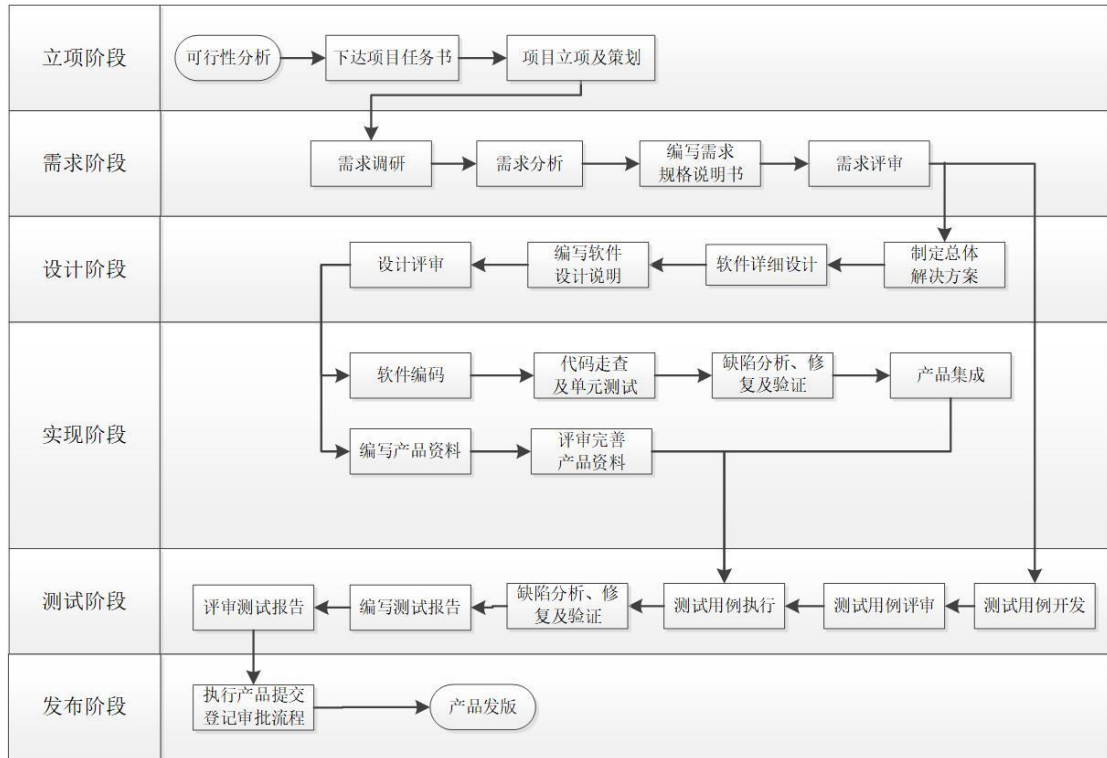 立项阶段
可行性分析
下达项目任务书
项目立项及策划
需求阶段
需求调研
需求分析
编写需求
规格说明书
需求评审
设计阶段
设计评审
编写软件
设计说明
软件详细设计
制定总体
解决方案
实现阶段
软件编码
代码走查
及单元测试
缺陷分析、修
复及验证
产品集成
编写产品资料
评审完善
产品资料
测试阶段
评审测试报告
编写测试报告
缺陷分析、修
复及验证
测试用例执行
测试用例评审
测试用例开发
发布阶段
执行产品提交
登记审批流程
产品发版